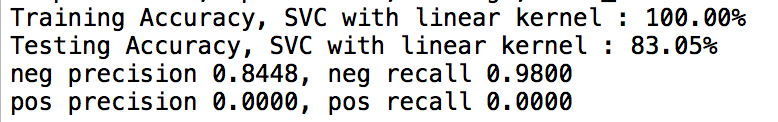 Training Accuracy, SVC with linear kernel : 100.00%
Testing Accuracy, SVC with linear kernel : 83.05%
neg precision 0.8448, neg recall 0.9800
pos precision 0.0000, pos recall 0.0000